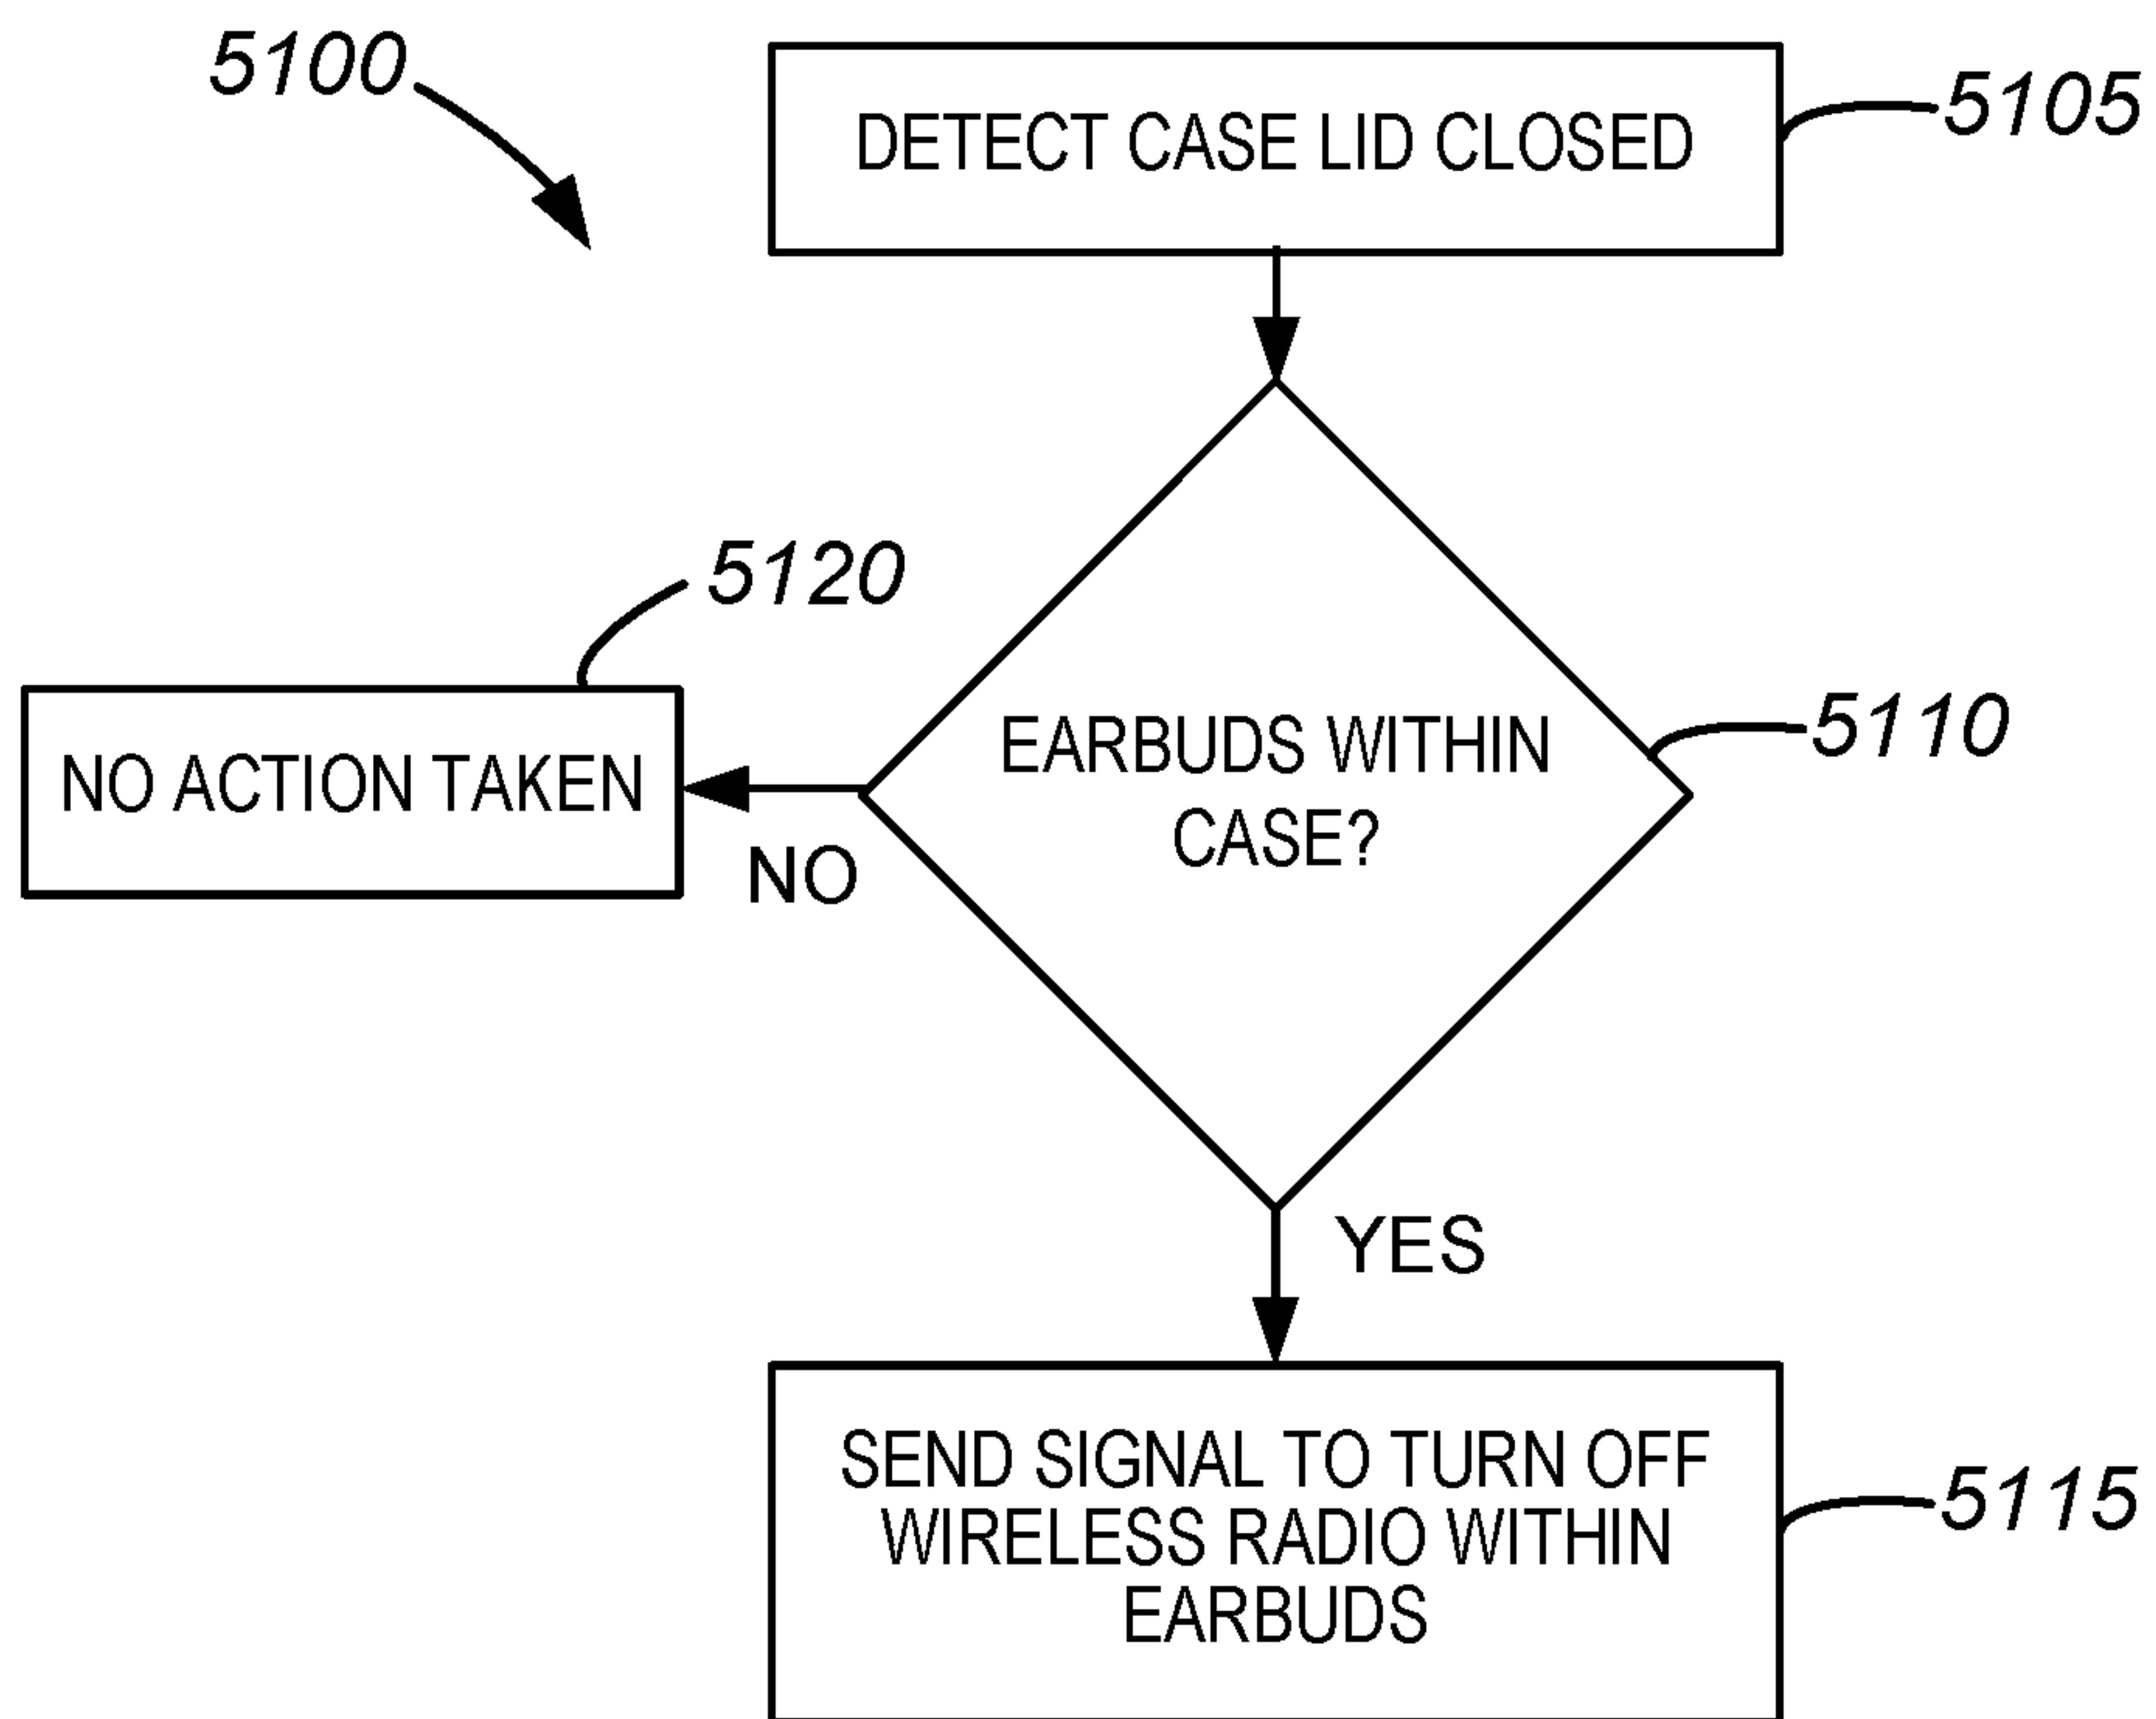 5100
DETECT CASE LID CLOSED
5105
5120
EARBUDS WITHIN
CASE?
5110
NO ACTION TAKEN
NO
YES
SEND SIGNAL TO TURN OFF
WIRELESS RADIO WITHIN
EARBUDS
5115